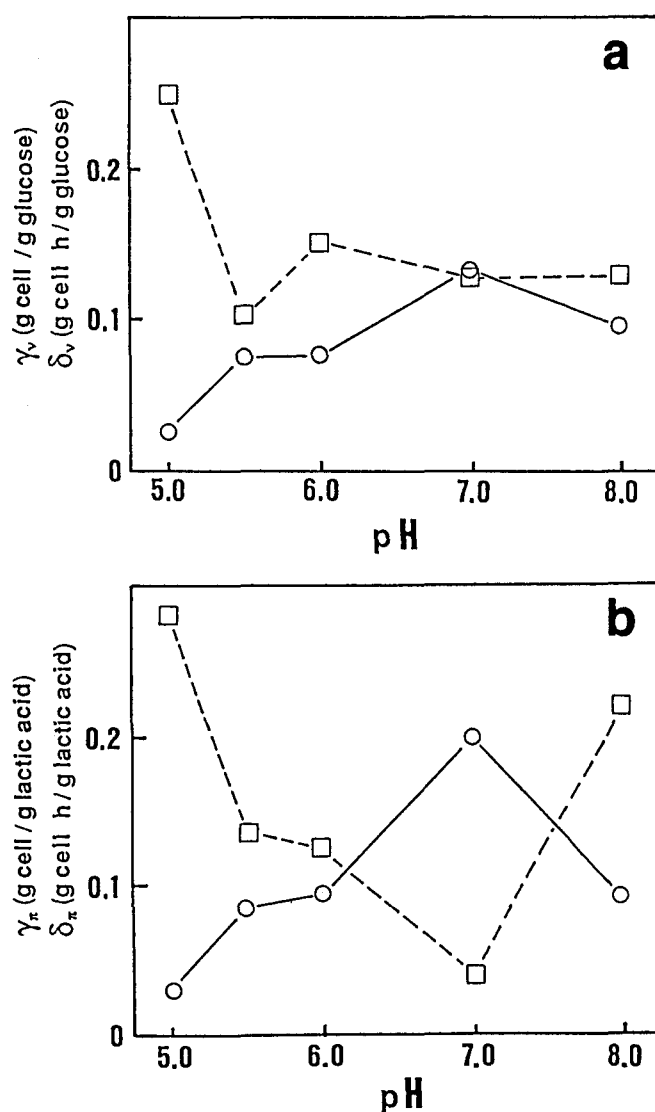 a
γν (g cell / g glucose)
δν (g cell h / g glucose)
0.2
0.1
0
5.0 6.0 7.0 8.0
pH
b
γπ (g cell / g lactic acid)
δπ (g cell h / g lactic acid)
0.2
0.1
0
5.0 6.0 7.0 8.0
pH